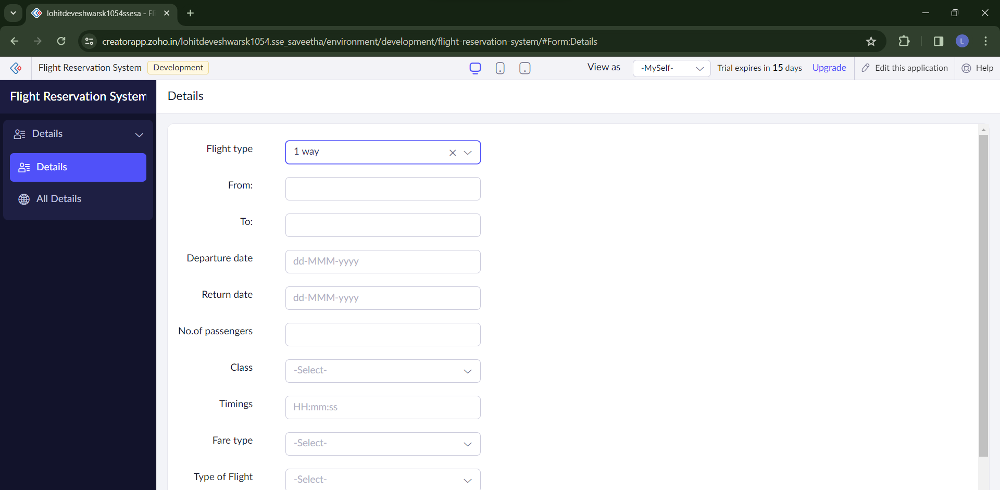 lohitdeveshwarsk1054ssesa - Fli
creatorapp.zoho.in/lohitdeveshwarsk1054.sse_saveetha/environment/development/flight-reservation-system/#Form:Details
L
Flight Reservation System Development View as -MySelf- Trial expires in 15 days Upgrade Edit this application Help
Flight Reservation System
Details
Details
All Details
Details
Flight type 1 way
From:
To:
Departure date dd-MMM-yyyy
Return date dd-MMM-yyyy
No.of passengers
Class -Select-
Timings HH:mm:ss
Fare type -Select-
Type of Flight -Select-